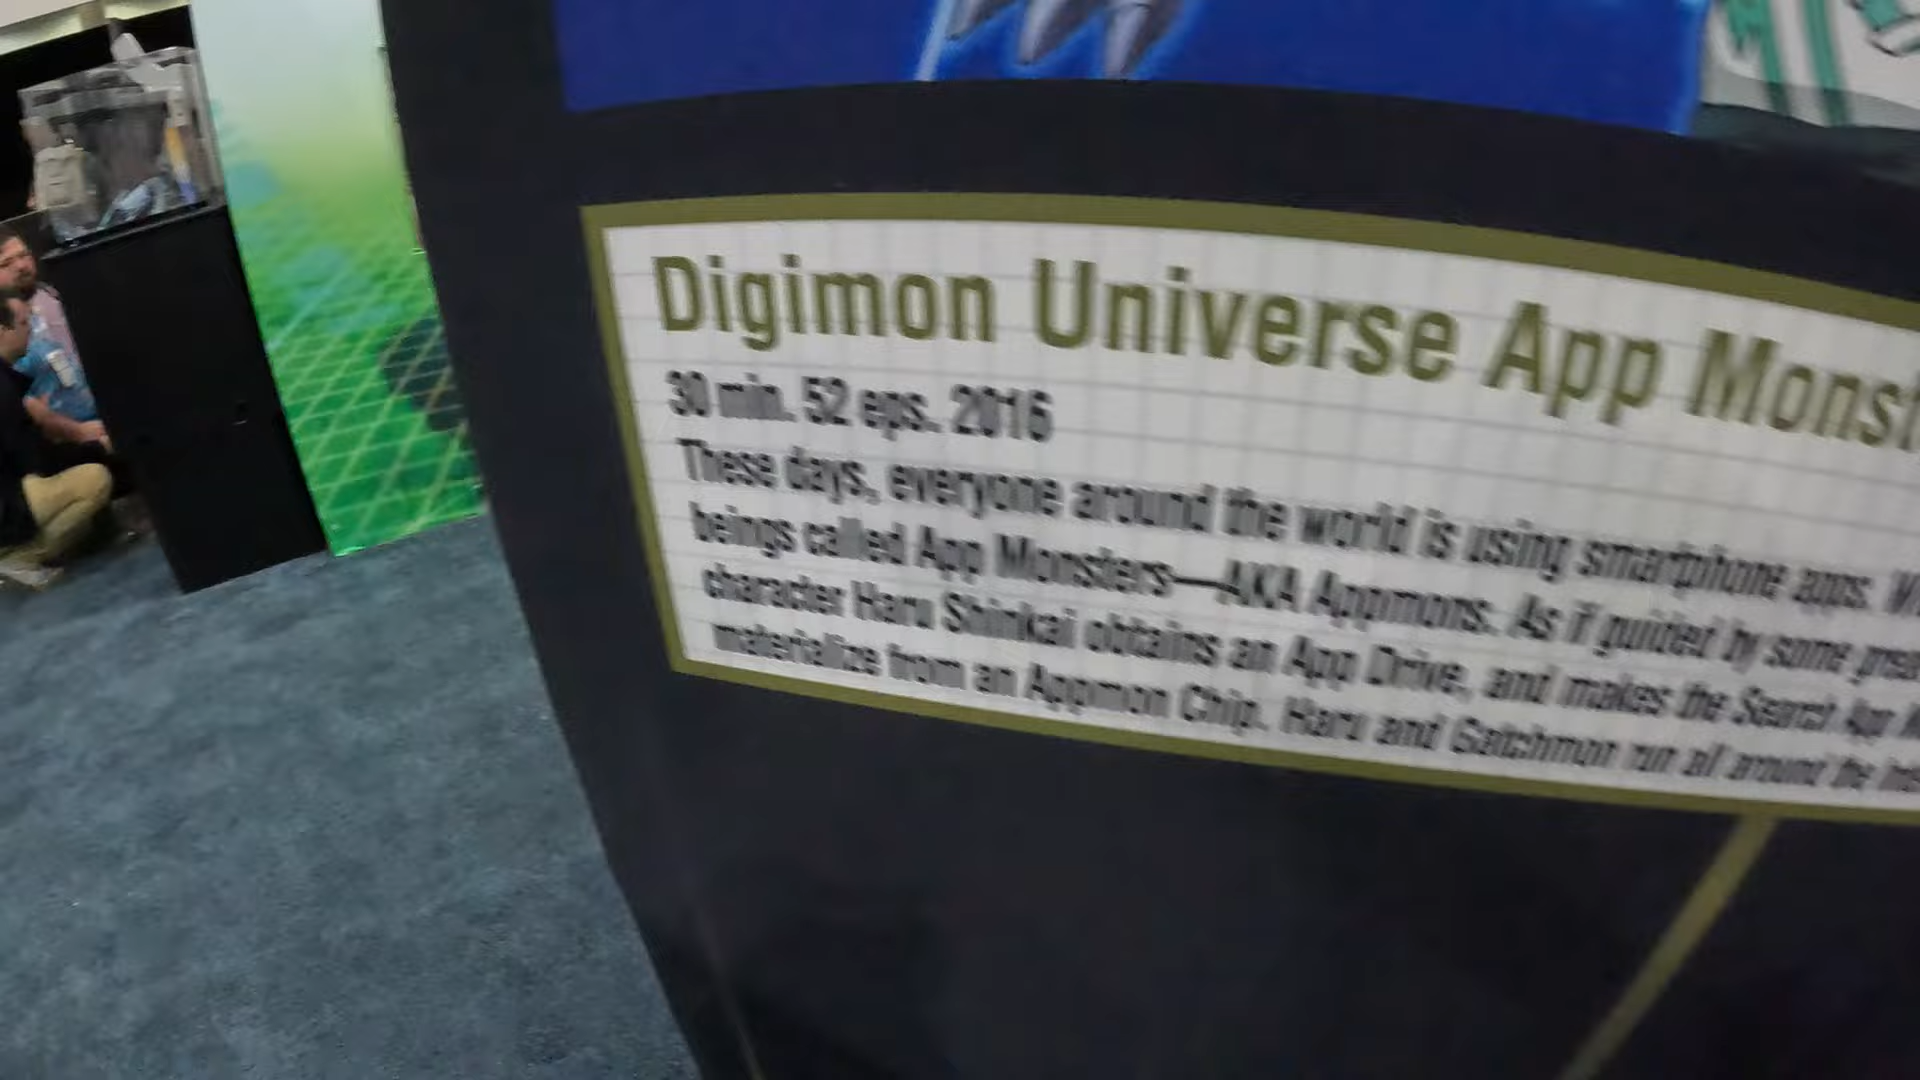 Digimon Universe App Monst
30 min. 52 eps. 2016
These days, everyone around the world is using smartphone apps.
beings called App Monsters—AKA Appmons. As if guided by some great
character Haru Shinkai obtains an App Drive, and makes the Search App
materialize from an Appmon Chip. Haru and Gatchmon run all around the